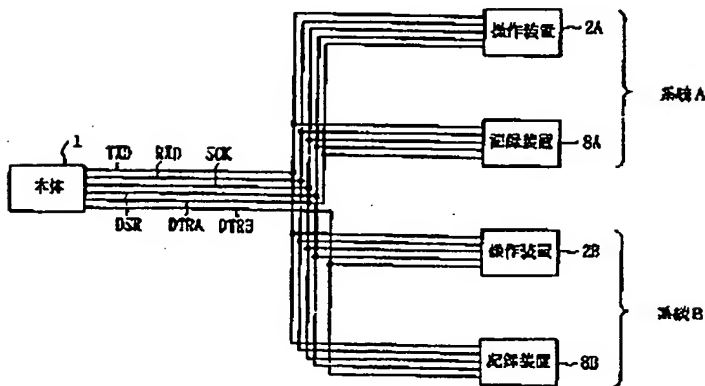 操作装置 2A
系統A
記録装置 8A
1
TXD RXD SCK
本体
DSR DTRA DTRB
操作装置 2B
系統B
記録装置 8B